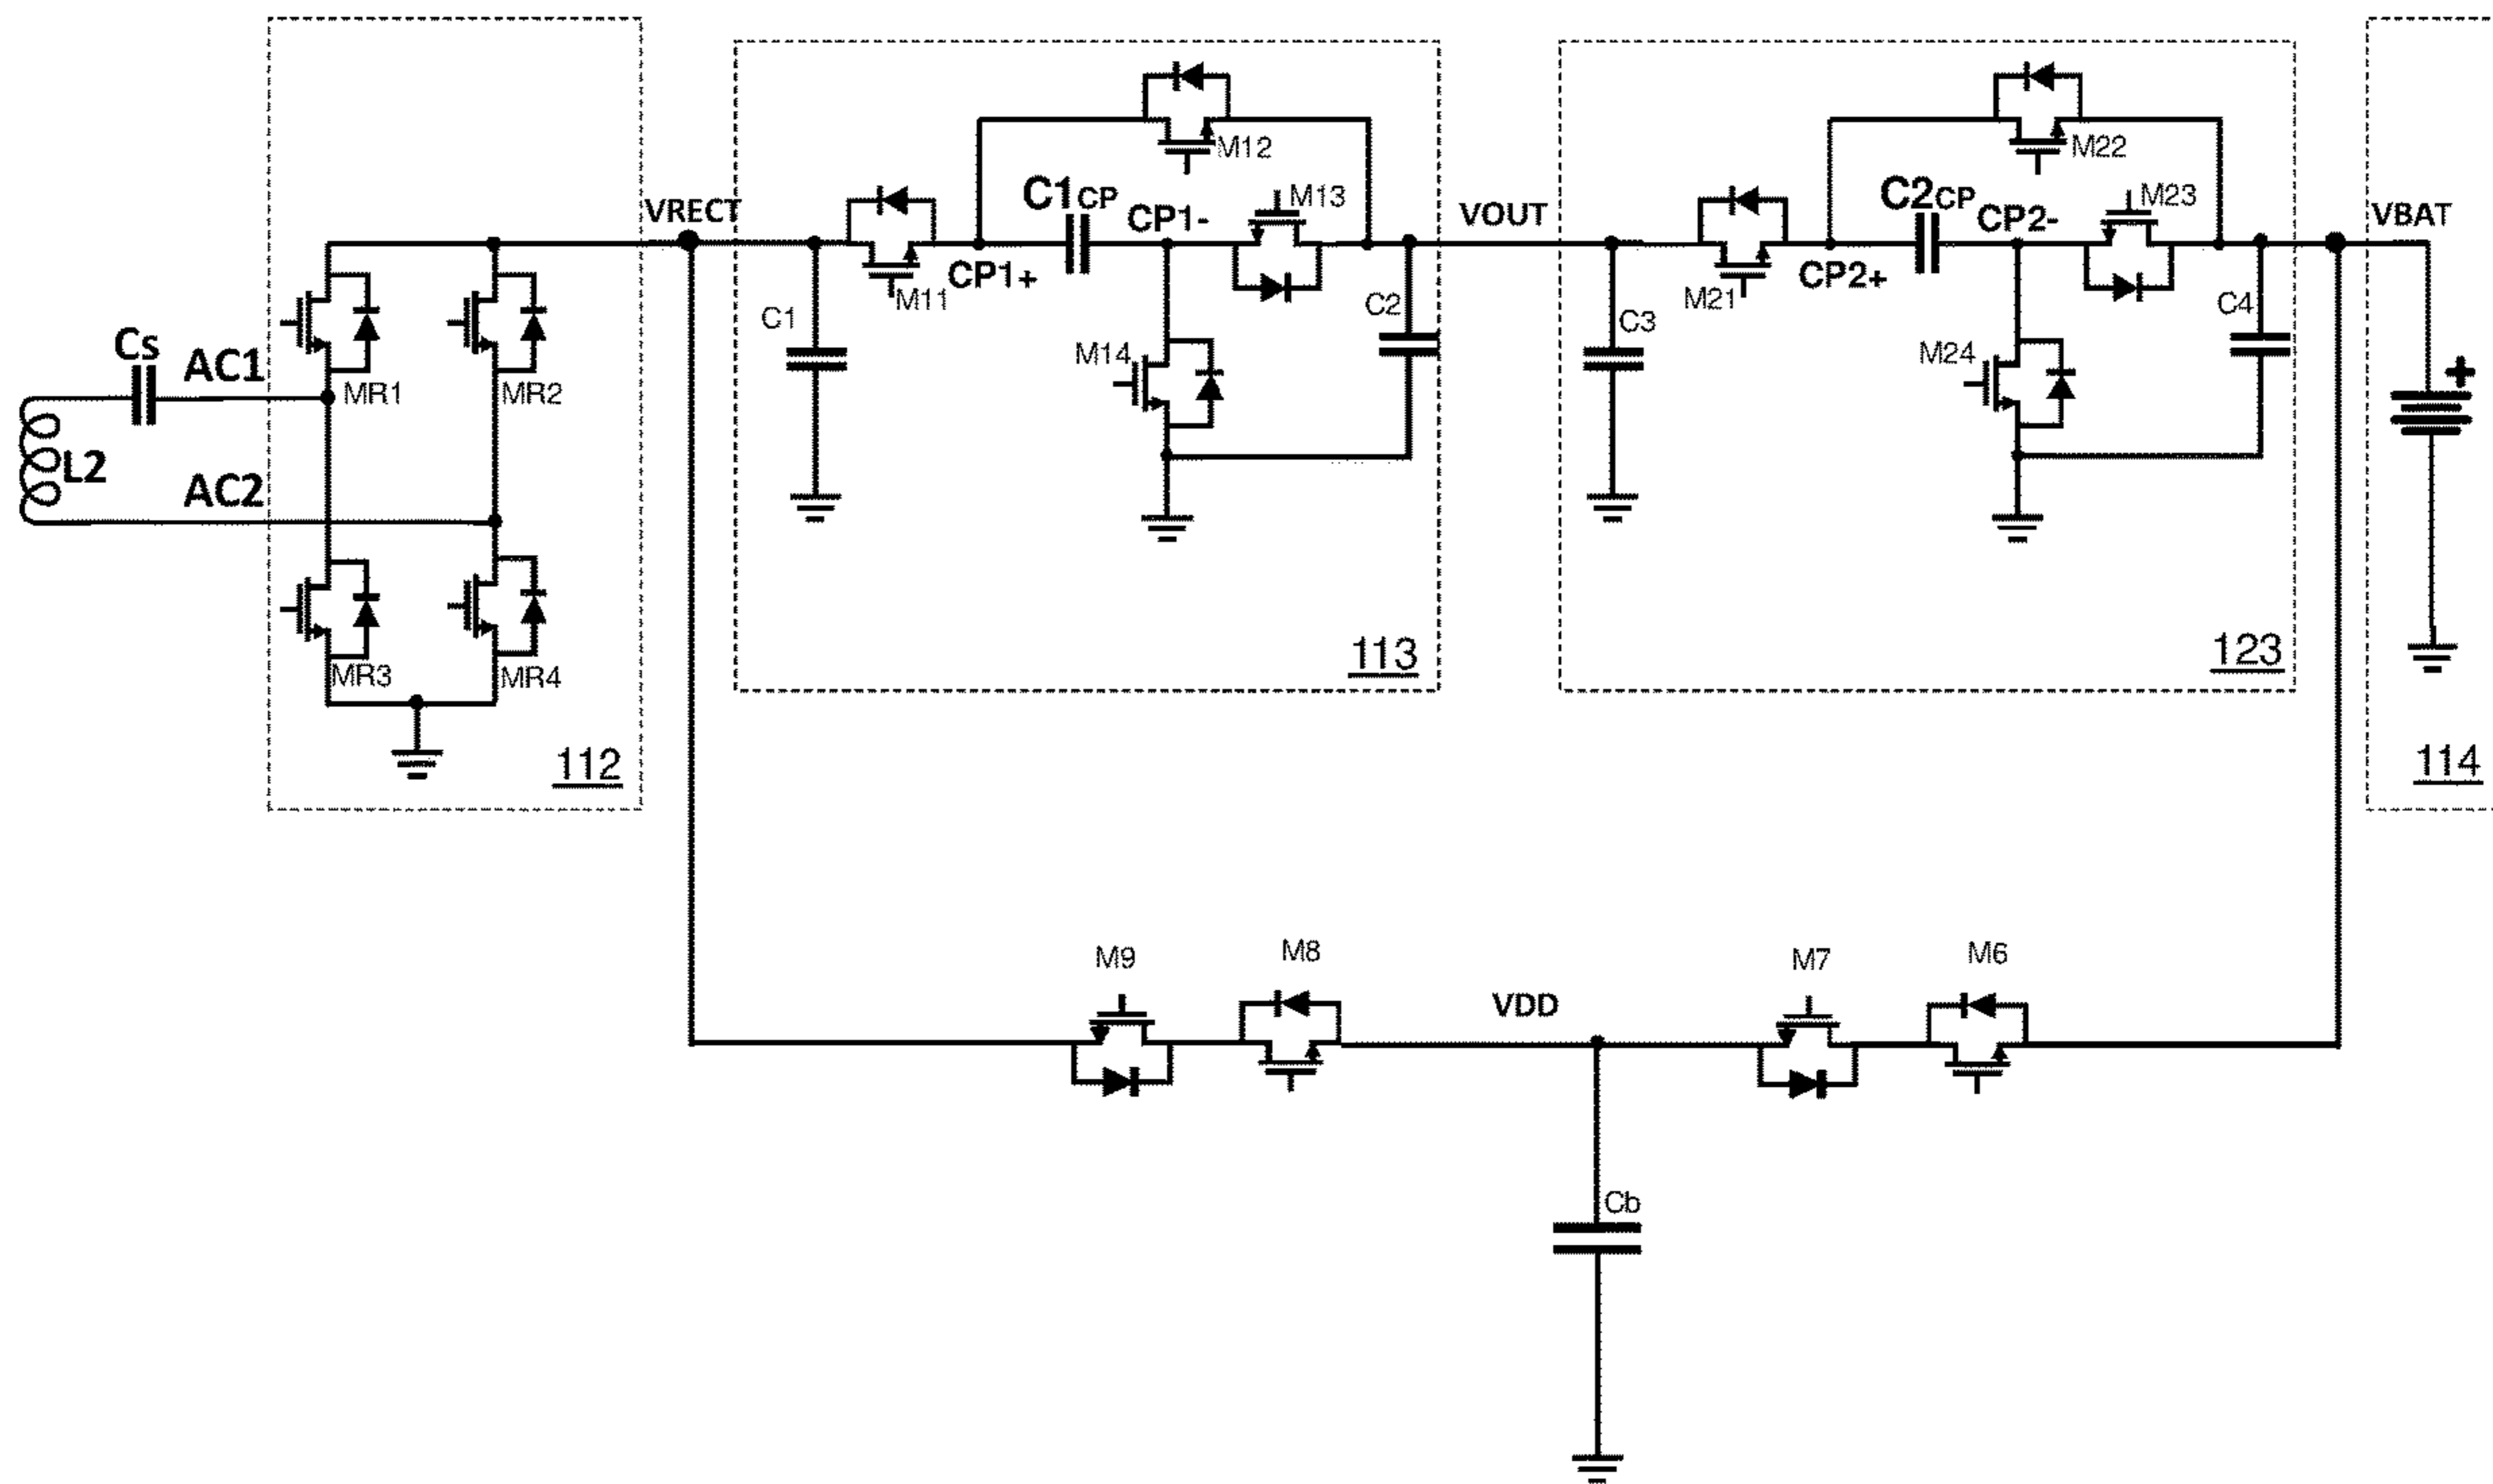 M12
M22
C1CP
CP1-
M13
C2CP
CP2-
M23
VRECT
VOUT
VBAT
CP1+
M11
CP2+
M21
C1
C2
C3
C4
Cs
AC1
MR1
MR2
M14
M24
+
L2
AC2
MR3
MR4
113
123
112
114
M9
M8
VDD
M7
M6
Cb